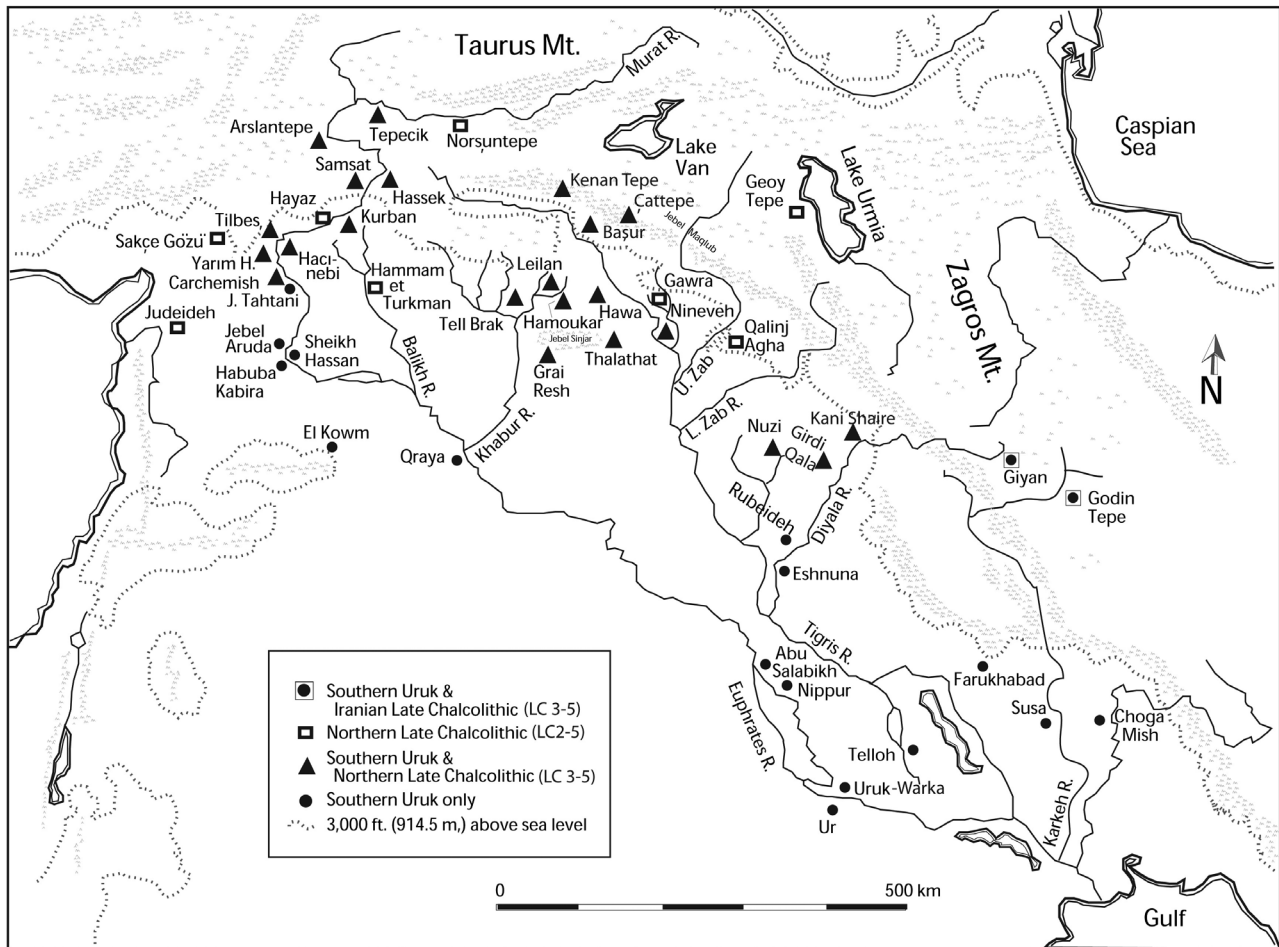 Taurus Mt.
Murat R.
Caspian
Sea
Arslantepe
Tepecik
Norşuntepe
Lake
Van
Lake Urmia
Samsat
Hassek
Kenan Tepe
Geoy
Tepe
Hayaz
Kurban
Çattepe
Jebel Maqlub
Tilbes
Başur
Sakçe Gözü
Yarım H.
Hacı-
nebi
Zagros Mt.
Carchemish
J. Tahtani
Hammam
et
Turkman
Leilan
Gawra
Nineveh
Hawa
Judeideh
Tell Brak
Hamoukar
Jebel Sinjar
Qalinj
Agha
N
Jebel
Aruda
Sheikh
Hassan
Thalathat
Habuba
Kabira
Balikh R.
Grai
Resh
U. Zab
L. Zab R.
Khabur R.
El Kowm
Qraya
Nuzi
Girdi
Qala
Kani Shaire
Giyan
Godin
Tepe
Rubeideh
Diyala R.
Eshnuna
Tigris R.
Abu
Salabikh
Nippur
Euphrates R.
Farukhabad
Susa
Choga
Mish
Telloh
Uruk-Warka
Ur
Karkeh R.
Southern Uruk &
Iranian Late Chalcolithic (LC 3-5)
Northern Late Chalcolithic (LC2-5)
Southern Uruk &
Northern Late Chalcolithic (LC 3-5)
Southern Uruk only
3,000 ft. (914.5 m,) above sea level
0
500 km
Gulf